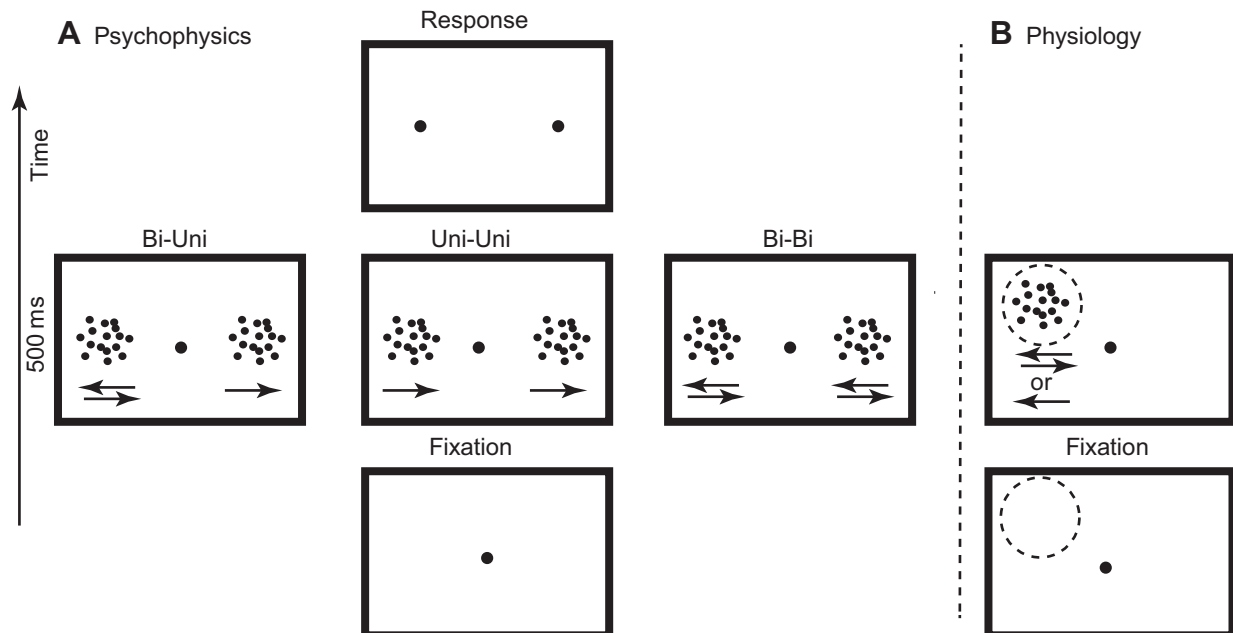 A Psychophysics
Response
B Physiology
Time
500 ms
Bi-Uni
Uni-Uni
Bi-Bi
or
Fixation
Fixation